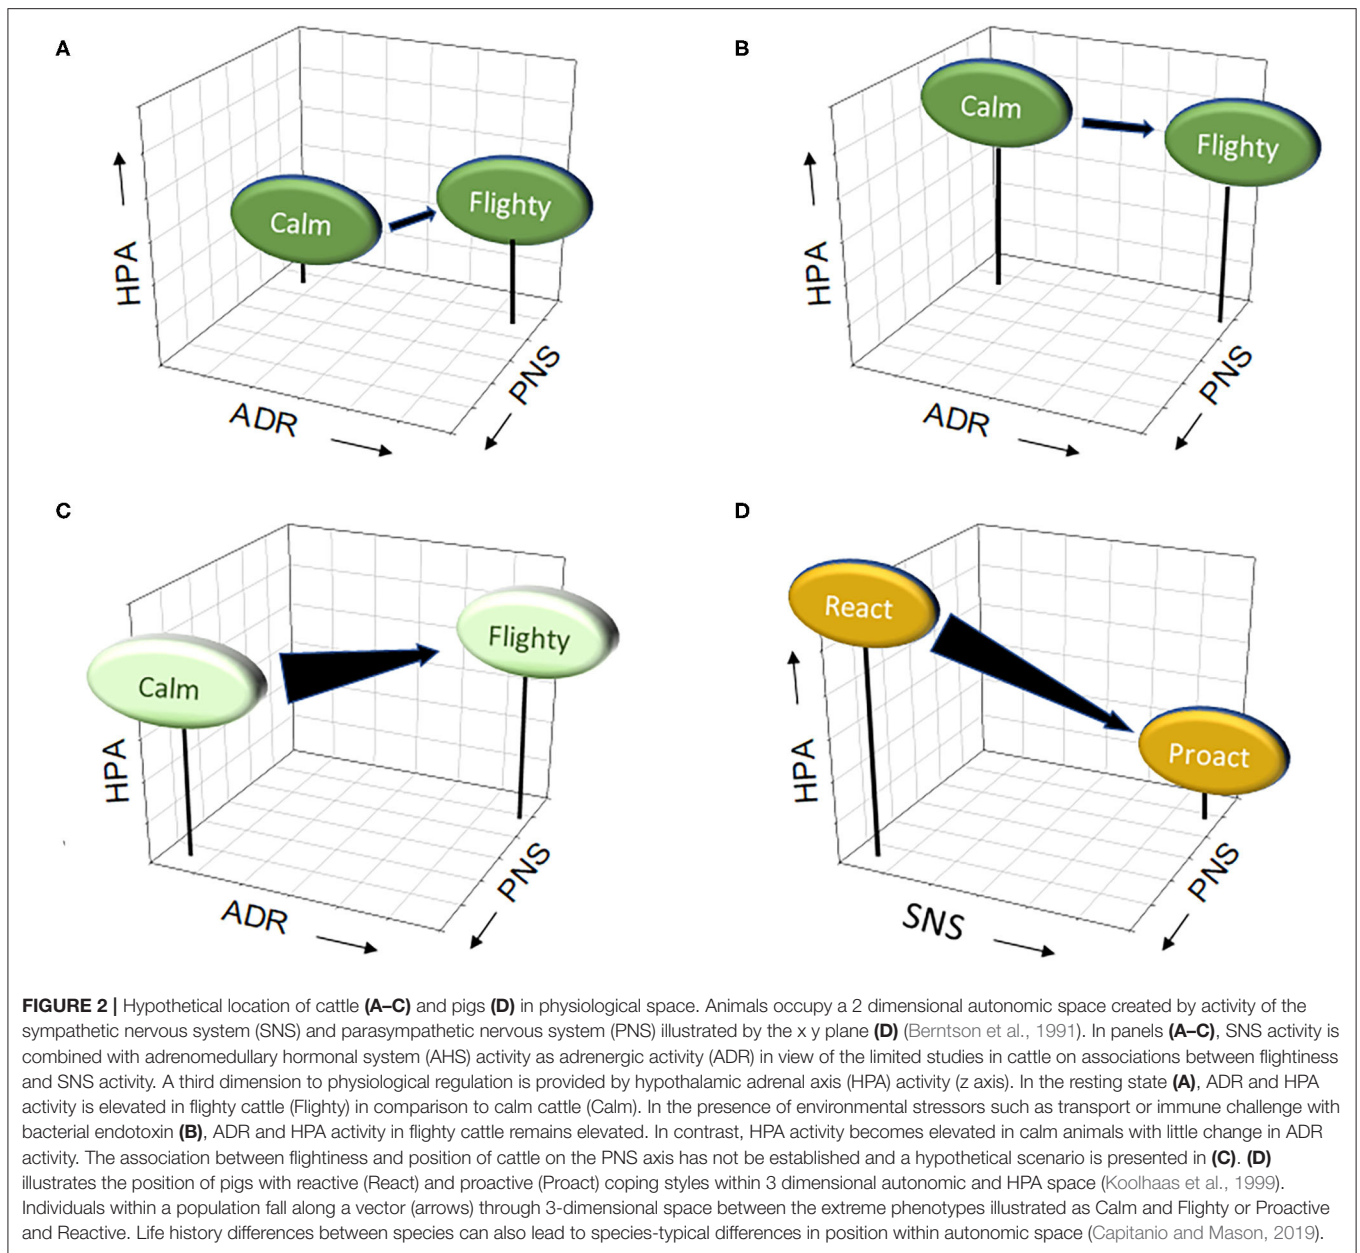 A
HPA
Calm
Flighty
ADR
PNS
B
HPA
Calm
Flighty
ADR
PNS
C
HPA
Calm
Flighty
ADR
PNS
D
HPA
React
Proact
SNS
PNS
FIGURE 2 | Hypothetical location of cattle (A–C) and pigs (D) in physiological space. Animals occupy a 2 dimensional autonomic space created by activity of the
sympathetic nervous system (SNS) and parasympathetic nervous system (PNS) illustrated by the x y plane (D) (Berntson et al., 1991). In panels (A–C), SNS activity is
combined with adrenomedullary hormonal system (AHS) activity as adrenergic activity (ADR) in view of the limited studies in cattle on associations between flightiness
and SNS activity. A third dimension to physiological regulation is provided by hypothalamic adrenal axis (HPA) activity (z axis). In the resting state (A), ADR and HPA
activity is elevated in flighty cattle (Flighty) in comparison to calm cattle (Calm). In the presence of environmental stressors such as transport or immune challenge with
bacterial endotoxin (B), ADR and HPA activity in flighty cattle remains elevated. In contrast, HPA activity becomes elevated in calm animals with little change in ADR
activity. The association between flightiness and position of cattle on the PNS axis has not be established and a hypothetical scenario is presented in (C). (D)
illustrates the position of pigs with reactive (React) and proactive (Proact) coping styles within 3 dimensional autonomic and HPA space (Koolhaas et al., 1999).
Individuals within a population fall along a vector (arrows) through 3-dimensional space between the extreme phenotypes illustrated as Calm and Flighty or Proactive
and Reactive. Life history differences between species can also lead to species-typical differences in position within autonomic space (Capitanio and Mason, 2019).